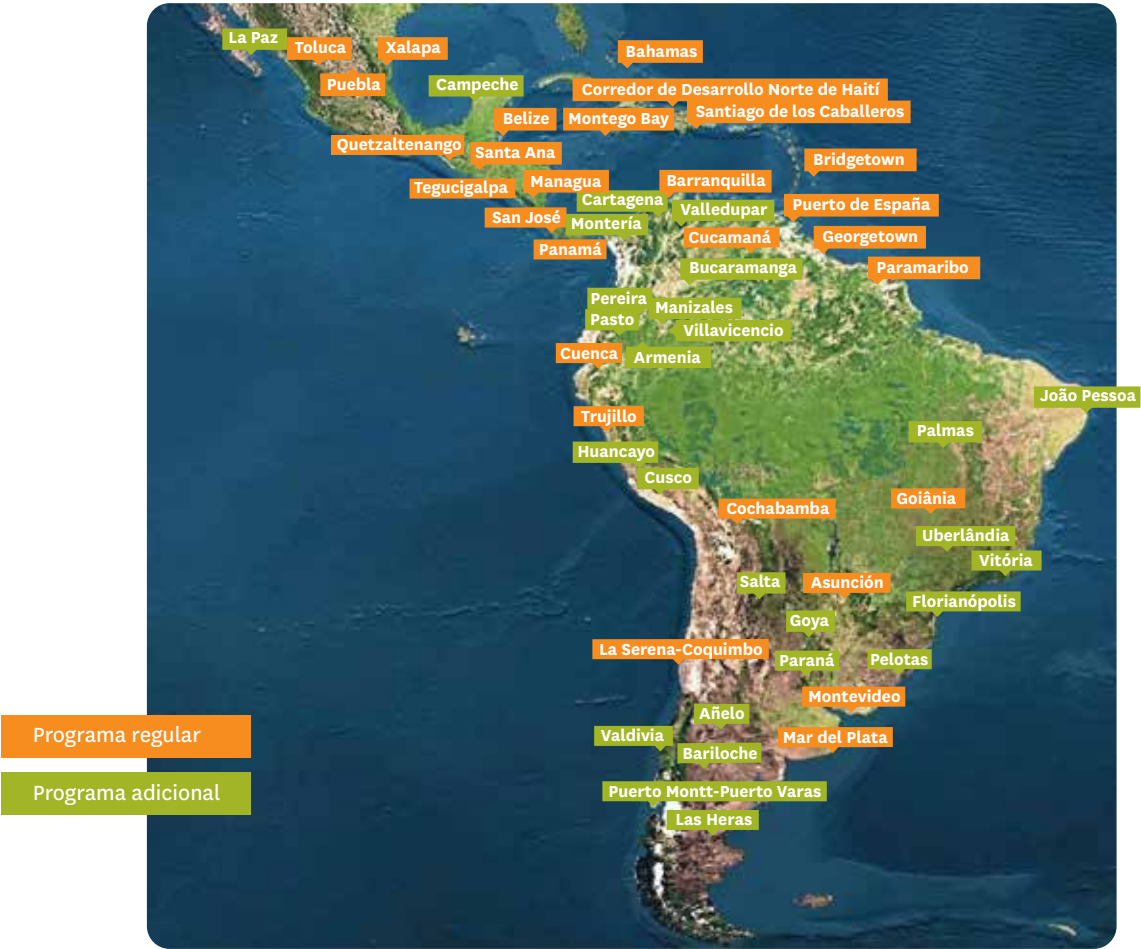 La Paz
Toluca
Xalapa
Bahamas
Puebla
Campeche
Corredor de Desarrollo Norte de Haití
Belize
Montego Bay
Santiago de los Caballeros
Quetzaltenango
Santa Ana
Bridgetown
Tegucigalpa
Managua
Barranquilla
Cartagena
Valledupar
Puerto de España
San José
Montería
Cucamaná
Georgetown
Panamá
Bucaramanga
Paramaribo
Pereira
Manizales
Pasto
Villavicencio
Cuenca
Armenia
João Pessoa
Trujillo
Palmas
Huancayo
Cusco
Goiânia
Cochabamba
Uberlândia
Vitória
Salta
Asunción
Florianópolis
Goya
La Serena-Coquimbo
Paraná
Pelotas
Montevideo
Añelo
Valdivia
Mar del Plata
Bariloche
Puerto Montt-Puerto Varas
Las Heras
Programa regular
Programa adicional